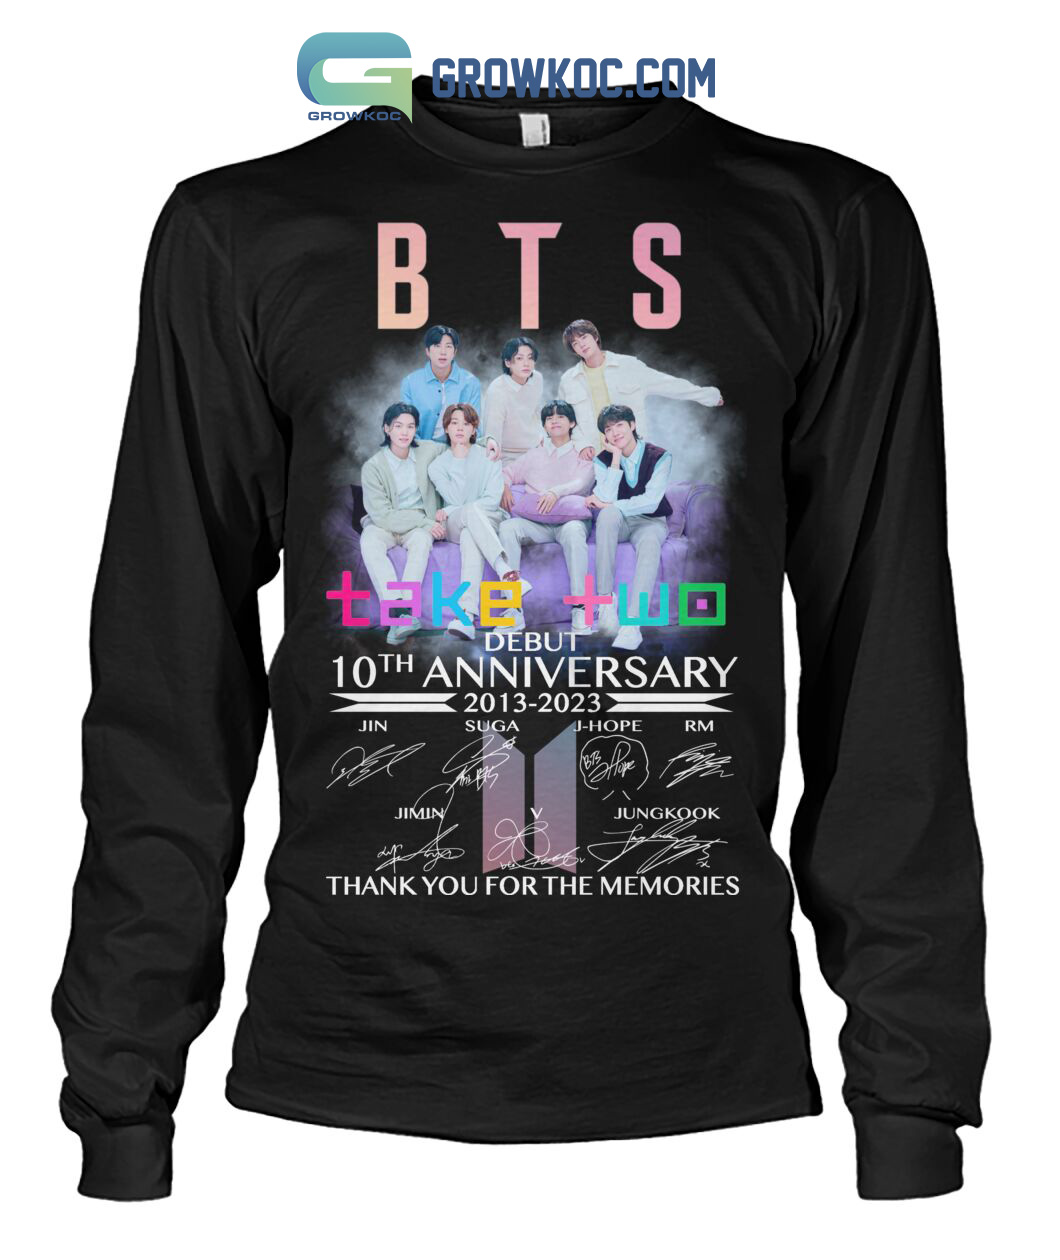 GROWKOC.COM
GROWKOC
BTS
take two
DEBUT
10TH ANNIVERSARY
2013-2023
JIN SUGA J-HOPE RM
BTS
JIMIN V JUNGKOOK
THANK YOU FOR THE MEMORIES